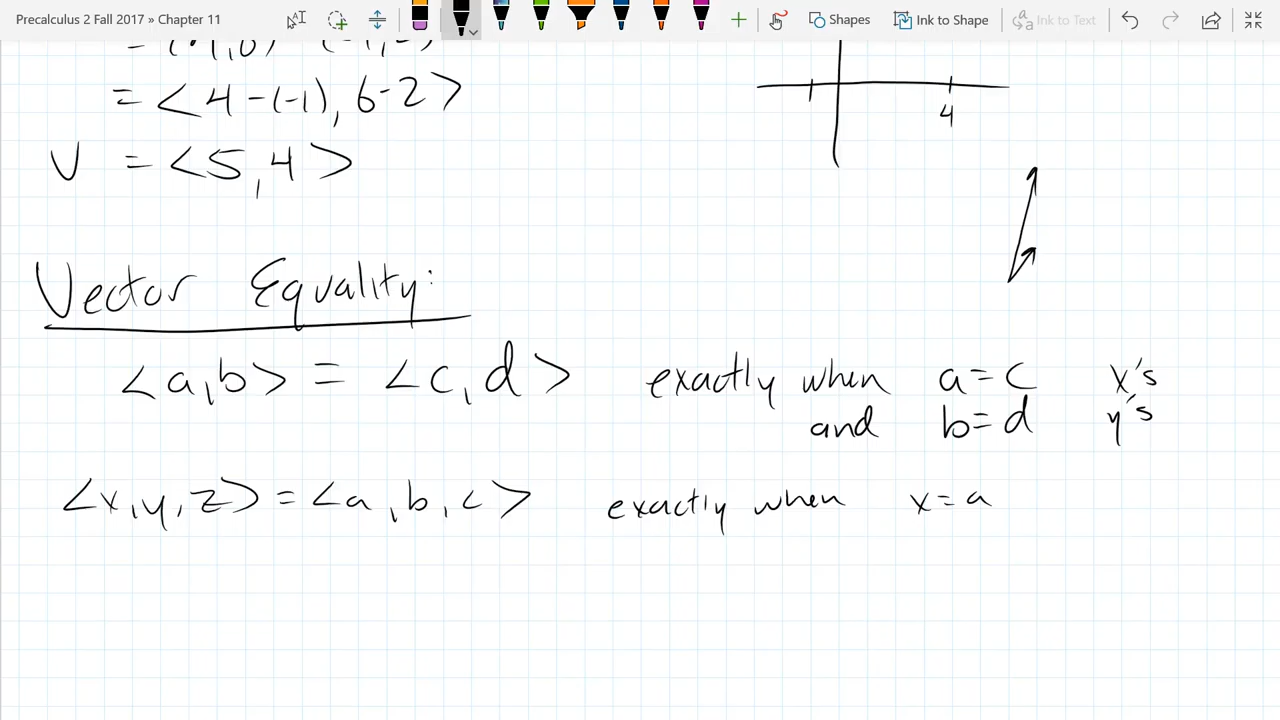 Precalculus 2 Fall 2017 » Chapter 11
Shapes
Ink to Shape
Ink to Text
= <4-(-1), 6-2>
4
V = <5,4>
Vector Equality:
<a,b> = <c,d> exactly when a=c x's
and b=d y's
<x,y,z> = <a,b,c> exactly when x=a